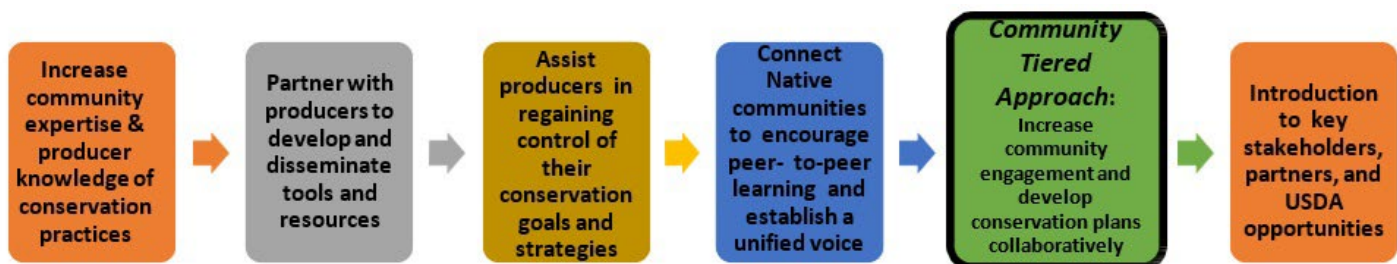 Increase
community
expertise &
producer
knowledge of
conservation
practices
Partner with
producers to
develop and
disseminate
tools and
resources
Assist
producers in
regaining
control of
their
conservation
goals and
strategies
Connect
Native
communities
to encourage
peer- to-peer
learning and
establish a
unified voice
Community
Tiered
Approach:
Increase
community
engagement and
develop
conservation plans
collaboratively
Introduction
to key
stakeholders,
partners, and
USDA
opportunities